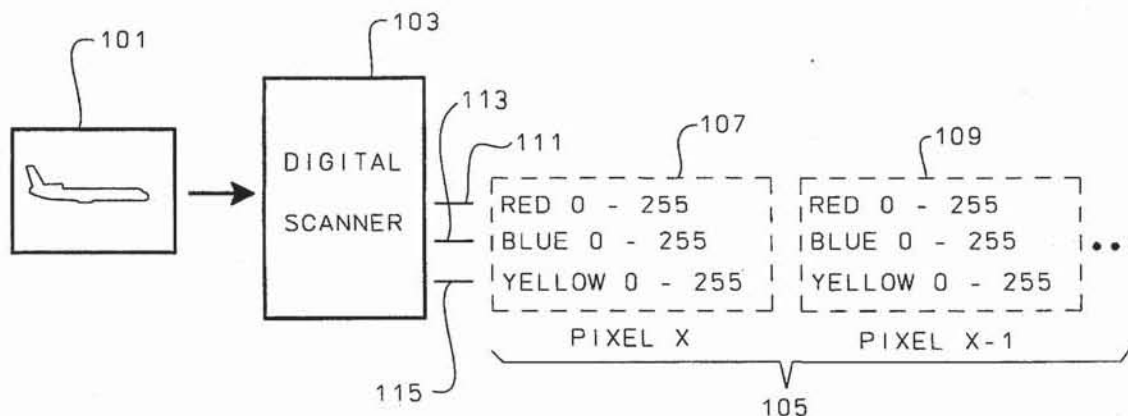 101
103
113
111
107
109
DIGITAL
SCANNER
RED 0 - 255
BLUE 0 - 255
YELLOW 0 - 255
PIXEL X
RED 0 - 255
BLUE 0 - 255
YELLOW 0 - 255
PIXEL X-1
115
105